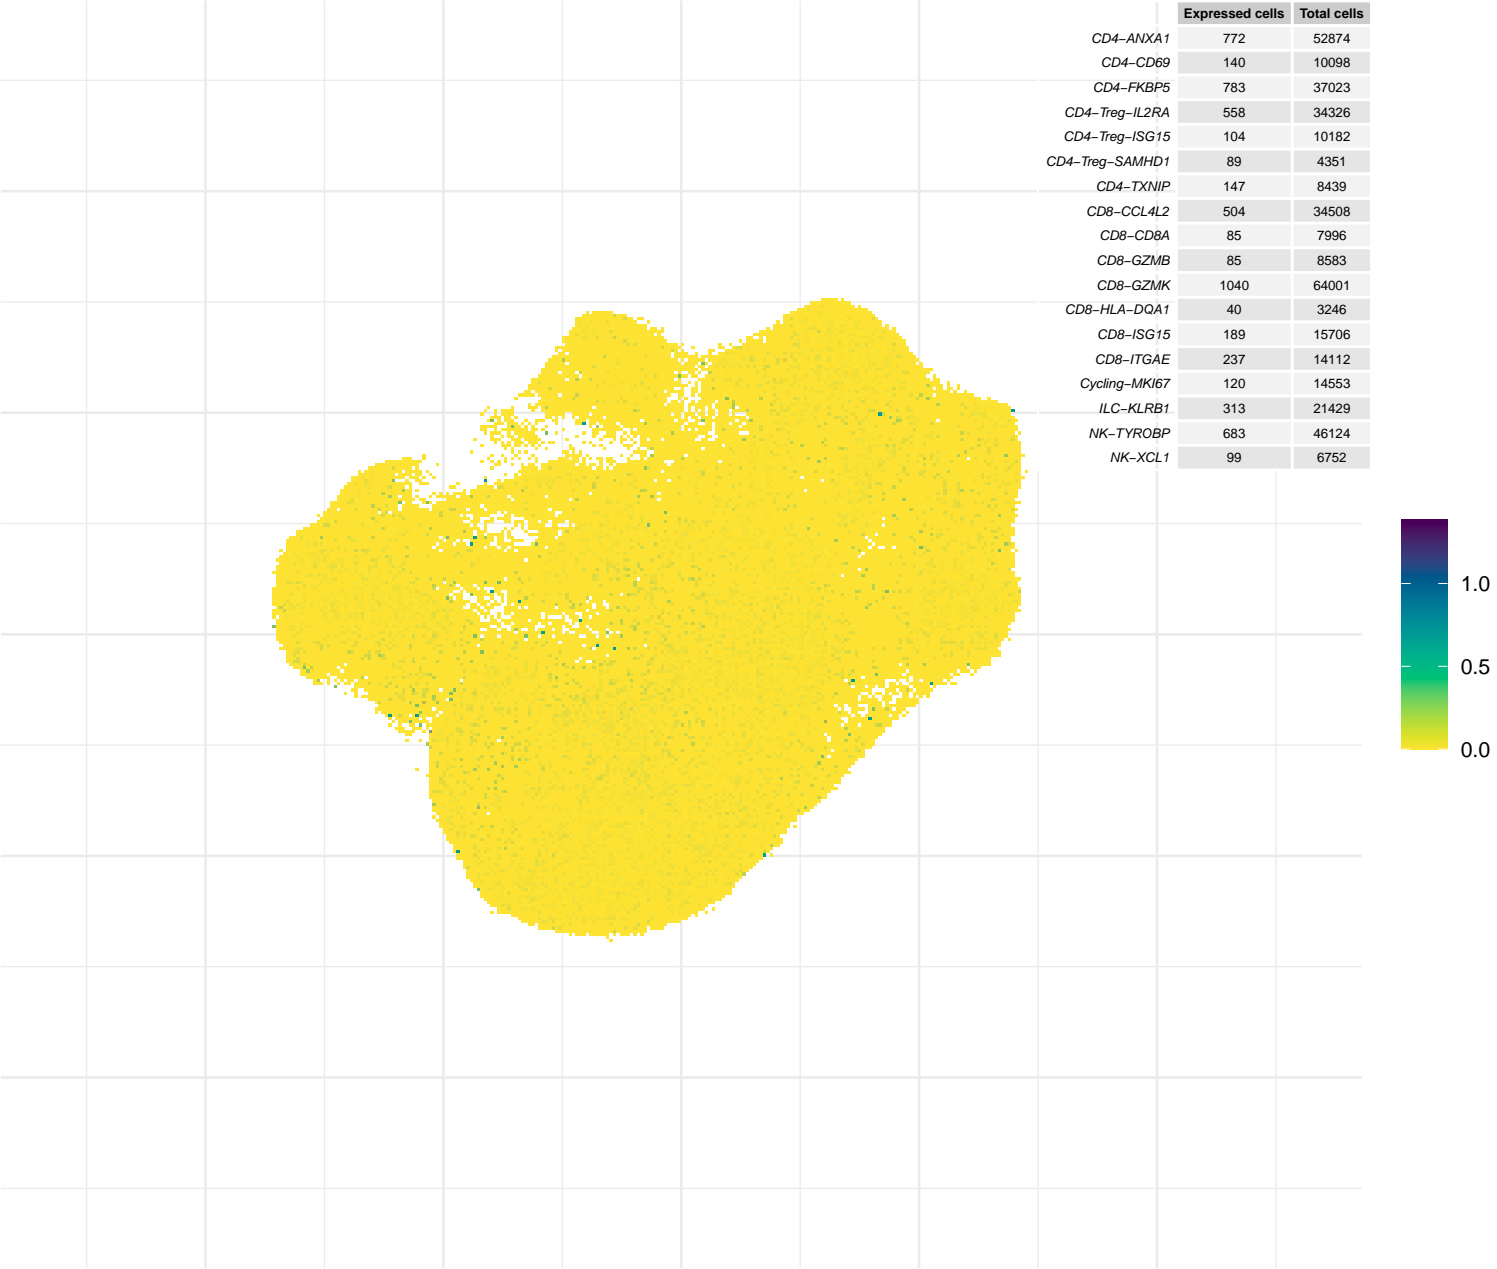 Expressed cells Total cells
CD4−ANXA1 772 52874
CD4−CD69 140 10098
CD4−FKBP5 783 37023
CD4−Treg−IL2RA 558 34326
CD4−Treg−ISG15 104 10182
CD4−Treg−SAMHD1 89 4351
CD4−TXNIP 147 8439
CD8−CCL4L2 504 34508
CD8−CD8A 85 7996
CD8−GZMB 85 8583
CD8−GZMK 1040 64001
CD8−HLA−DQA1 40 3246
CD8−ISG15 189 15706
CD8−ITGAE 237 14112
Cycling−MKI67 120 14553
ILC−KLRB1 313 21429
NK−TYROBP 683 46124
NK−XCL1 99 6752
1.0
0.5
0.0